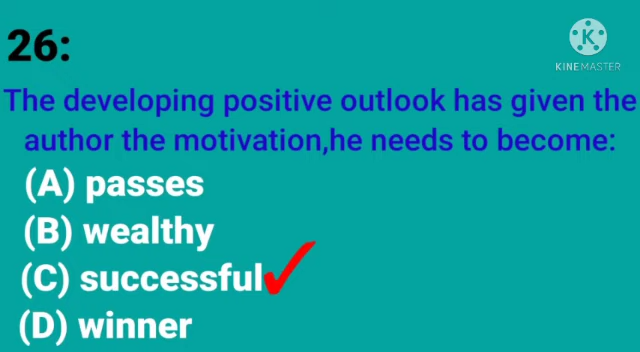 26:
K
KINEMASTER
The developing positive outlook has given the
author the motivation,he needs to become:
(A) passes
(B) wealthy
(C) successful
(D) winner